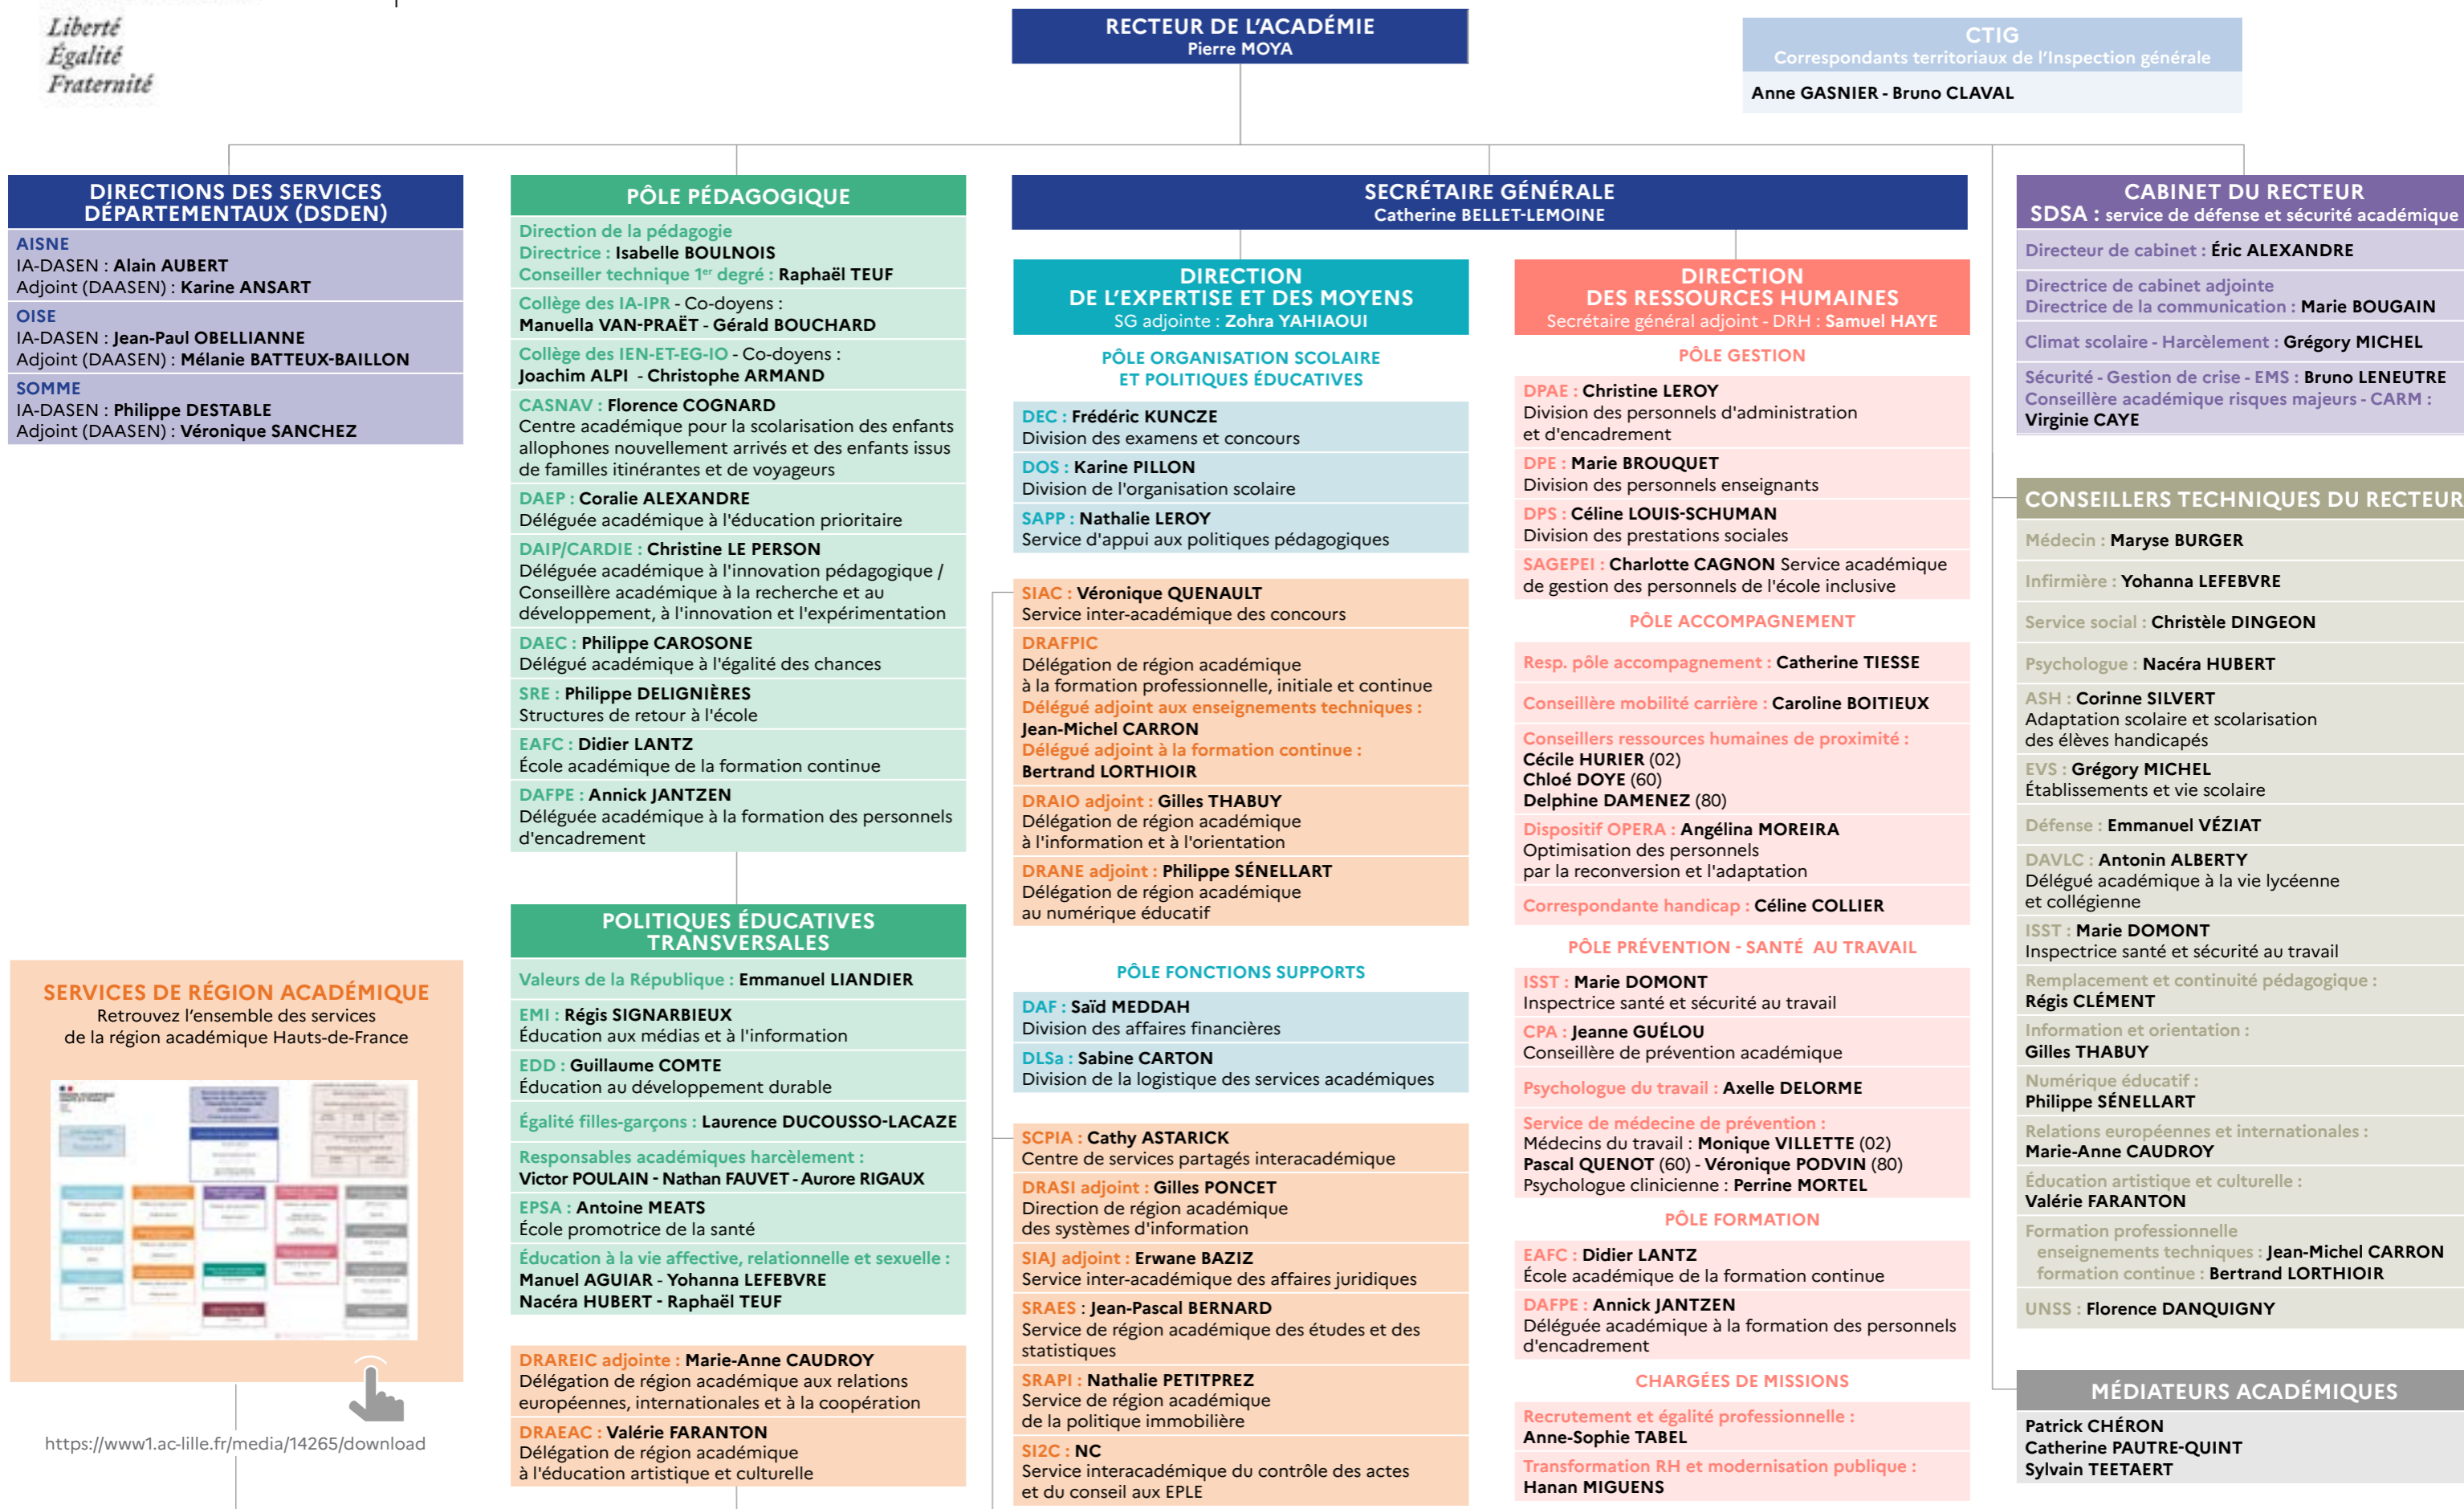 Liberté
Égalité
Fraternité
RECTEUR DE L'ACADÉMIE
Pierre MOYA
CTIG
Correspondants territoriaux de l'Inspection générale
Anne GASNIER - Bruno CLAVAL
DIRECTIONS DES SERVICES
DÉPARTEMENTAUX (DSDEN)
AISNE
IA-DASEN : Alain AUBERT
Adjoint (DAASEN) : Karine ANSART
OISE
IA-DASEN : Jean-Paul OBELLIANNE
Adjoint (DAASEN) : Mélanie BATTEUX-BAILLON
SOMME
IA-DASEN : Philippe DESTABLE
Adjoint (DAASEN) : Véronique SANCHEZ
SERVICES DE RÉGION ACADÉMIQUE
Retrouvez l'ensemble des services
de la région académique Hauts-de-France
https://www1.ac-lille.fr/media/14265/download
PÔLE PÉDAGOGIQUE
Direction de la pédagogie
Directrice : Isabelle BOULNOIS
Conseiller technique 1er degré : Raphaël TEUF
Collège des IA-IPR - Co-doyens :
Manuella VAN-PRAËT - Gérald BOUCHARD
Collège des IEN-ET-EG-IO - Co-doyens :
Joachim ALPI - Christophe ARMAND
CASNAV : Florence COGNARD
Centre académique pour la scolarisation des enfants
allophones nouvellement arrivés et des enfants issus
de familles itinérantes et de voyageurs
DAEP : Coralie ALEXANDRE
Déléguée académique à l'éducation prioritaire
DAIP/CARDIE : Christine LE PERSON
Déléguée académique à l'innovation pédagogique /
Conseillère académique à la recherche et au
développement, à l'innovation et l'expérimentation
DAEC : Philippe CAROSONE
Délégué académique à l'égalité des chances
SRE : Philippe DELIGNIÈRES
Structures de retour à l'école
EAFC : Didier LANTZ
École académique de la formation continue
DAFPE : Annick JANTZEN
Déléguée académique à la formation des personnels
d'encadrement
POLITIQUES ÉDUCATIVES
TRANSVERSALES
Valeurs de la République : Emmanuel LIANDIER
EMI : Régis SIGNARBIEUX
Éducation aux médias et à l'information
EDD : Guillaume COMTE
Éducation au développement durable
Égalité filles-garçons : Laurence DUCOUSSO-LACAZE
Responsables académiques harcèlement :
Victor POULAIN - Nathan FAUVET - Aurore RIGAUX
EPSA : Antoine MEATS
École promotrice de la santé
Éducation à la vie affective, relationnelle et sexuelle :
Manuel AGUIAR - Yohanna LEFEBVRE
Nacéra HUBERT - Raphaël TEUF
DRAREIC adjointe : Marie-Anne CAUDROY
Délégation de région académique aux relations
européennes, internationales et à la coopération
DRAEAC : Valérie FARANTON
Délégation de région académique
à l'éducation artistique et culturelle
SECRÉTAIRE GÉNÉRALE
Catherine BELLET-LEMOINE
DIRECTION
DE L'EXPERTISE ET DES MOYENS
SG adjointe : Zohra YAHIAOUI
PÔLE ORGANISATION SCOLAIRE
ET POLITIQUES ÉDUCATIVES
DEC : Frédéric KUNCZE
Division des examens et concours
DOS : Karine PILLON
Division de l'organisation scolaire
SAPP : Nathalie LEROY
Service d'appui aux politiques pédagogiques
SIAC : Véronique QUENAULT
Service inter-académique des concours
DRAFPIC
Délégation de région académique
à la formation professionnelle, initiale et continue
Délégué adjoint aux enseignements techniques :
Jean-Michel CARRON
Délégué adjoint à la formation continue :
Bertrand LORTHIOIR
DRAIO adjoint : Gilles THABUY
Délégation de région académique
à l'information et à l'orientation
DRANE adjoint : Philippe SÉNELLART
Délégation de région académique
au numérique éducatif
PÔLE FONCTIONS SUPPORTS
DAF : Saïd MEDDAH
Division des affaires financières
DLSa : Sabine CARTON
Division de la logistique des services académiques
SCPIA : Cathy ASTARICK
Centre de services partagés interacadémique
DRASI adjoint : Gilles PONCET
Direction de région académique
des systèmes d'information
SIAJ adjoint : Erwane BAZIZ
Service inter-académique des affaires juridiques
SRAES : Jean-Pascal BERNARD
Service de région académique des études et des
statistiques
SRAPI : Nathalie PETITPREZ
Service de région académique
de la politique immobilière
SI2C : NC
Service interacadémique du contrôle des actes
et du conseil aux EPLE
DIRECTION
DES RESSOURCES HUMAINES
Secrétaire général adjoint - DRH : Samuel HAYE
PÔLE GESTION
DPAE : Christine LEROY
Division des personnels d'administration
et d'encadrement
DPE : Marie BROUQUET
Division des personnels enseignants
DPS : Céline LOUIS-SCHUMAN
Division des prestations sociales
SAGEPEI : Charlotte CAGNON Service académique
de gestion des personnels de l'école inclusive
PÔLE ACCOMPAGNEMENT
Resp. pôle accompagnement : Catherine TIESSE
Conseillère mobilité carrière : Caroline BOITIEUX
Conseillers ressources humaines de proximité :
Cécile HURIER (02)
Chloé DOYE (60)
Delphine DAMENEZ (80)
Dispositif OPERA : Angélina MOREIRA
Optimisation des personnels
par la reconversion et l'adaptation
Correspondante handicap : Céline COLLIER
PÔLE PRÉVENTION - SANTÉ AU TRAVAIL
ISST : Marie DOMONT
Inspectrice santé et sécurité au travail
CPA : Jeanne GUÉLOU
Conseillère de prévention académique
Psychologue du travail : Axelle DELORME
Service de médecine de prévention :
Médecins du travail : Monique VILLETTE (02)
Pascal QUENOT (60) - Véronique PODVIN (80)
Psychologue clinicienne : Perrine MORTEL
PÔLE FORMATION
EAFC : Didier LANTZ
École académique de la formation continue
DAFPE : Annick JANTZEN
Déléguée académique à la formation des personnels
d'encadrement
CHARGÉES DE MISSIONS
Recrutement et égalité professionnelle :
Anne-Sophie TABEL
Transformation RH et modernisation publique :
Hanan MIGUENS
CABINET DU RECTEUR
SDSA : service de défense et sécurité académique
Directeur de cabinet : Éric ALEXANDRE
Directrice de cabinet adjointe
Directrice de la communication : Marie BOUGAIN
Climat scolaire - Harcèlement : Grégory MICHEL
Sécurité - Gestion de crise - EMS : Bruno LENEUTRE
Conseillère académique risques majeurs - CARM :
Virginie CAYE
CONSEILLERS TECHNIQUES DU RECTEUR
Médecin : Maryse BURGER
Infirmière : Yohanna LEFEBVRE
Service social : Christèle DINGEON
Psychologue : Nacéra HUBERT
ASH : Corinne SILVERT
Adaptation scolaire et scolarisation
des élèves handicapés
EVS : Grégory MICHEL
Établissements et vie scolaire
Défense : Emmanuel VÉZIAT
DAVLC : Antonin ALBERTY
Délégué académique à la vie lycéenne
et collégienne
ISST : Marie DOMONT
Inspectrice santé et sécurité au travail
Remplacement et continuité pédagogique :
Régis CLÉMENT
Information et orientation :
Gilles THABUY
Numérique éducatif :
Philippe SÉNELLART
Relations européennes et internationales :
Marie-Anne CAUDROY
Éducation artistique et culturelle :
Valérie FARANTON
Formation professionnelle
enseignements techniques : Jean-Michel CARRON
formation continue : Bertrand LORTHIOIR
UNSS : Florence DANQUIGNY
MÉDIATEURS ACADÉMIQUES
Patrick CHÉRON
Catherine PAUTRE-QUINT
Sylvain TEETAERT